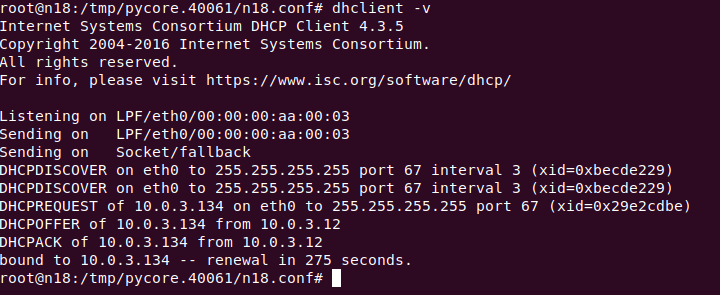 root@n18:/tmp/pycore.40061/n18.conf# dhclient -v
Internet Systems Consortium DHCP Client 4.3.5
Copyright 2004-2016 Internet Systems Consortium.
All rights reserved.
For info, please visit https://www.isc.org/software/dhcp/

Listening on LPF/eth0/00:00:00:aa:00:03
Sending on   LPF/eth0/00:00:00:aa:00:03
Sending on   Socket/fallback
DHCPDISCOVER on eth0 to 255.255.255.255 port 67 interval 3 (xid=0xbecde229)
DHCPDISCOVER on eth0 to 255.255.255.255 port 67 interval 3 (xid=0xbecde229)
DHCPREQUEST of 10.0.3.134 on eth0 to 255.255.255.255 port 67 (xid=0x29e2cdbe)
DHCPOFFER of 10.0.3.134 from 10.0.3.12
DHCPACK of 10.0.3.134 from 10.0.3.12
bound to 10.0.3.134 -- renewal in 275 seconds.
root@n18:/tmp/pycore.40061/n18.conf#